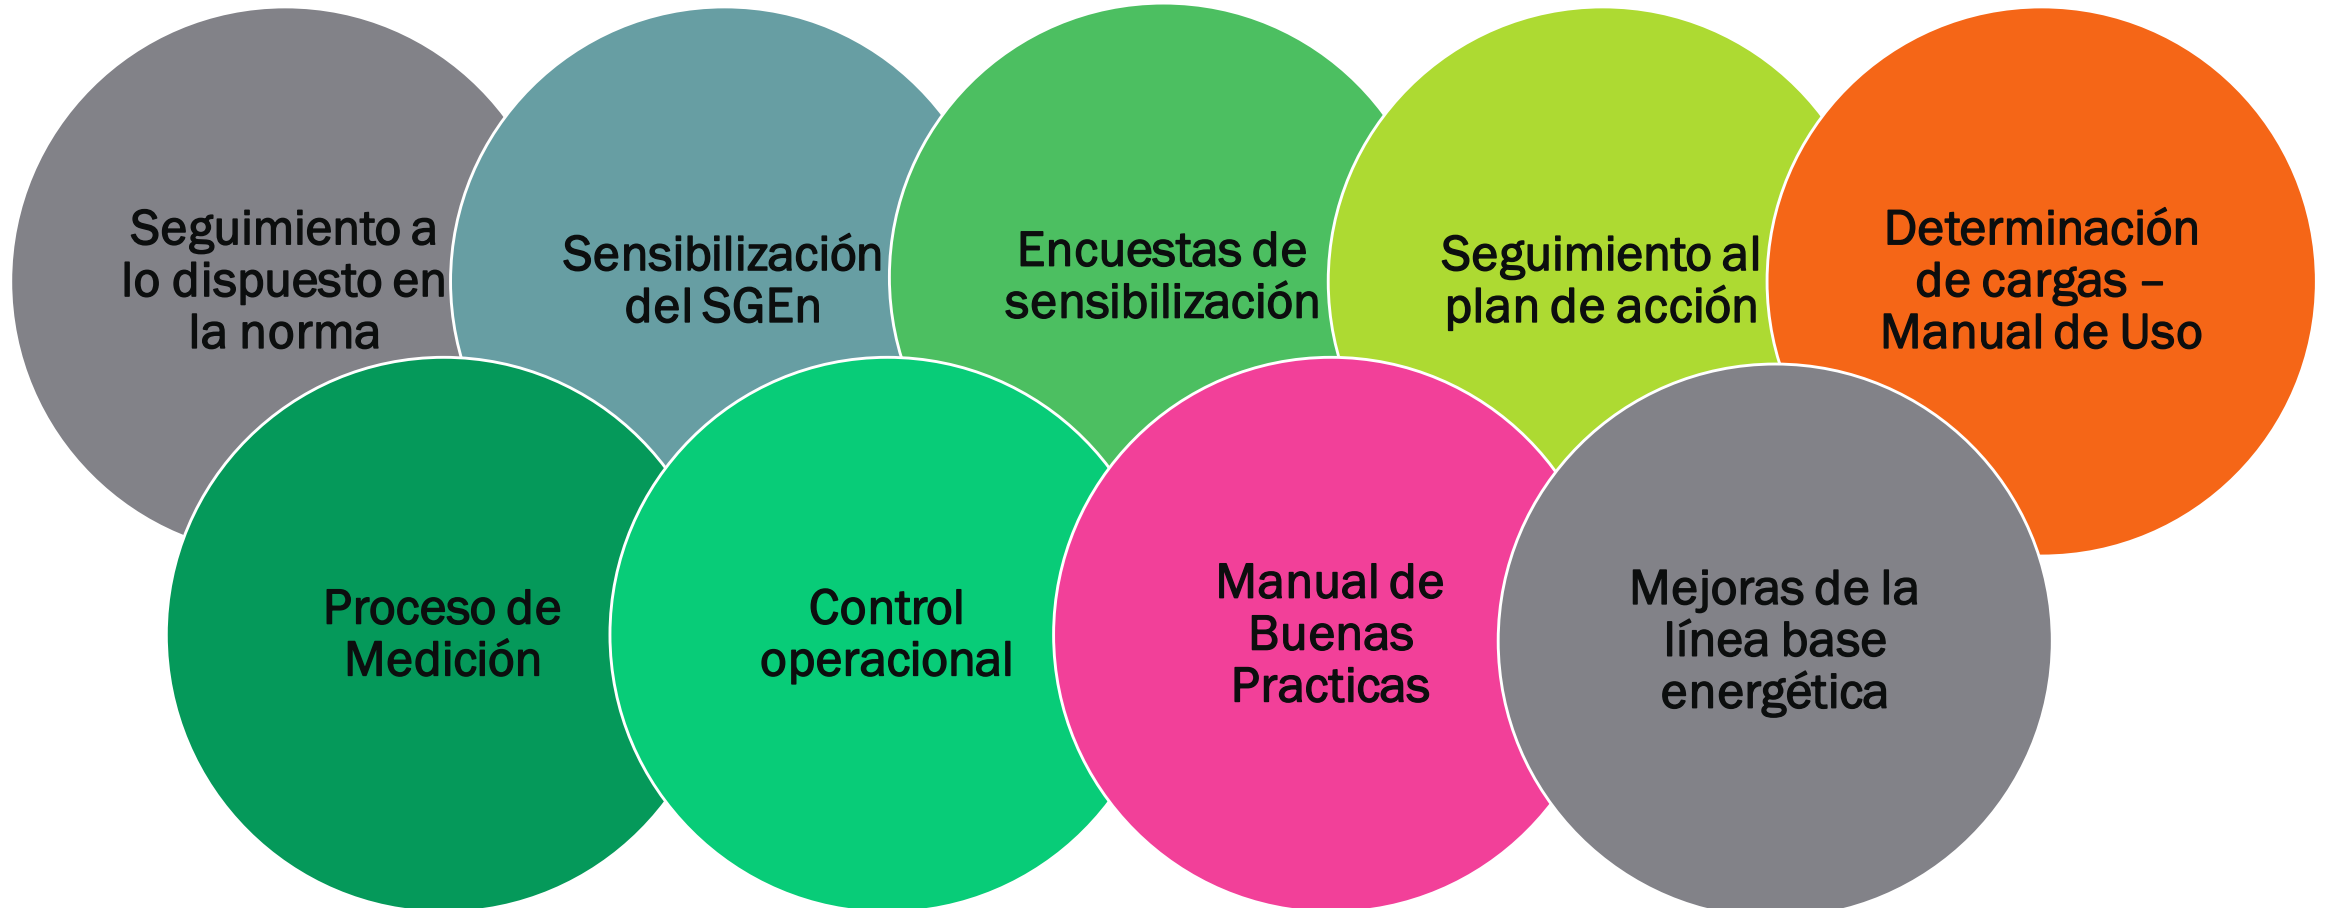 Seguimiento a
lo dispuesto en
la norma
Sensibilización
del SGEn
Encuestas de
sensibilización
Seguimiento al
plan de acción
Determinación
de cargas –
Manual de Uso
Proceso de
Medición
Control
operacional
Manual de
Buenas
Practicas
Mejoras de la
línea base
energética